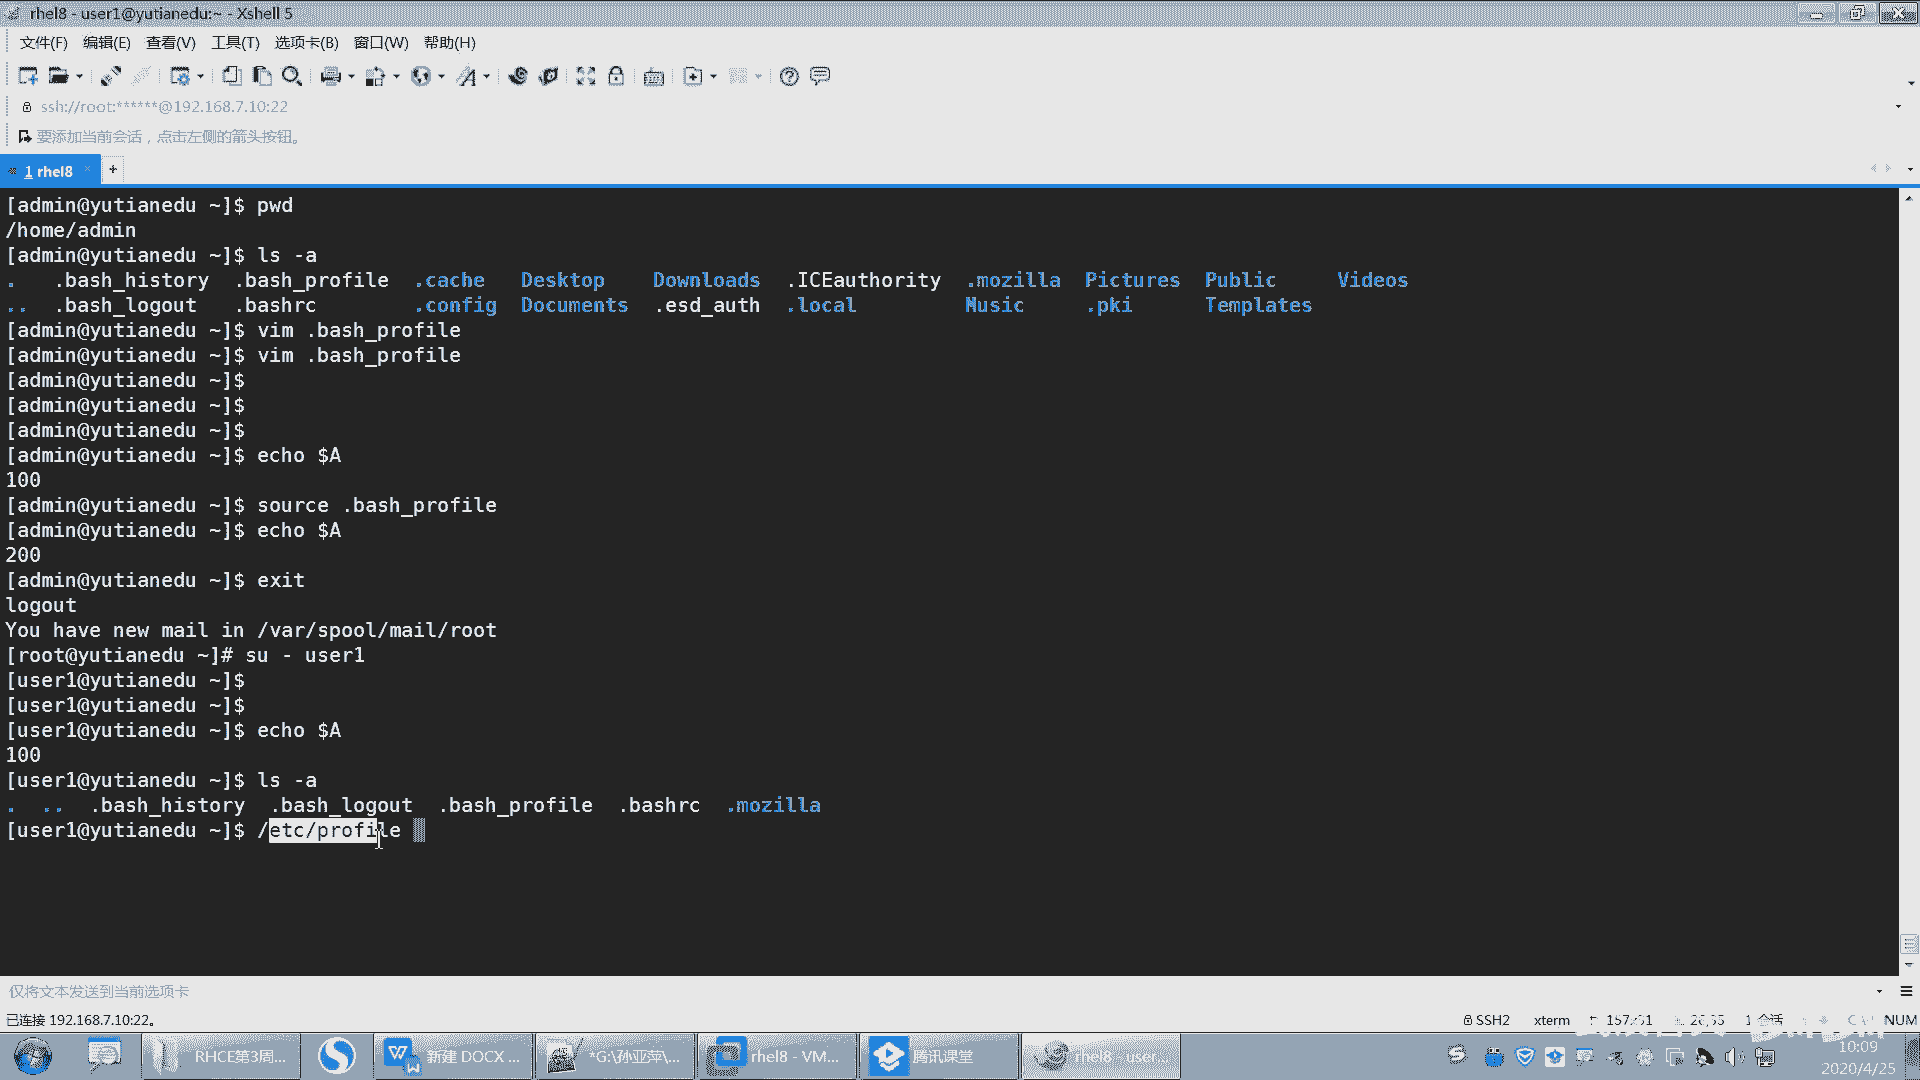 rhel8 - user1@yutianedu:~ - Xshell 5
文件(F) 编辑(E) 查看(V) 工具(T) 选项卡(B) 窗口(W) 帮助(H)
ssh://root:******@192.168.7.10:22
要添加当前会话，点击左侧的箭头按钮。
1 rhel8
[admin@yutianedu ~]$ pwd
/home/admin
[admin@yutianedu ~]$ ls -a
. .bash_history .bash_profile .cache Desktop Downloads .ICEauthority .mozilla Pictures Public Videos
.. .bash_logout .bashrc .config Documents .esd_auth .local Music .pki Templates
[admin@yutianedu ~]$ vim .bash_profile
[admin@yutianedu ~]$ vim .bash_profile
[admin@yutianedu ~]$
[admin@yutianedu ~]$
[admin@yutianedu ~]$
[admin@yutianedu ~]$ echo $A
100
[admin@yutianedu ~]$ source .bash_profile
[admin@yutianedu ~]$ echo $A
200
[admin@yutianedu ~]$ exit
logout
You have new mail in /var/spool/mail/root
[root@yutianedu ~]# su - user1
[user1@yutianedu ~]$
[user1@yutianedu ~]$
[user1@yutianedu ~]$ echo $A
100
[user1@yutianedu ~]$ ls -a
. .. .bash_history .bash_logout .bash_profile .bashrc .mozilla
[user1@yutianedu ~]$ /etc/profile
仅将文本发送到当前选项卡
已连接 192.168.7.10:22。
SSH2 xterm 1 会话 NUM
RHCE第3周... 新建 DOCX ... *G:\孙亚萍\... rhel8 - VM... 腾讯课堂 rhel8 - user...
10:09
2020/4/25